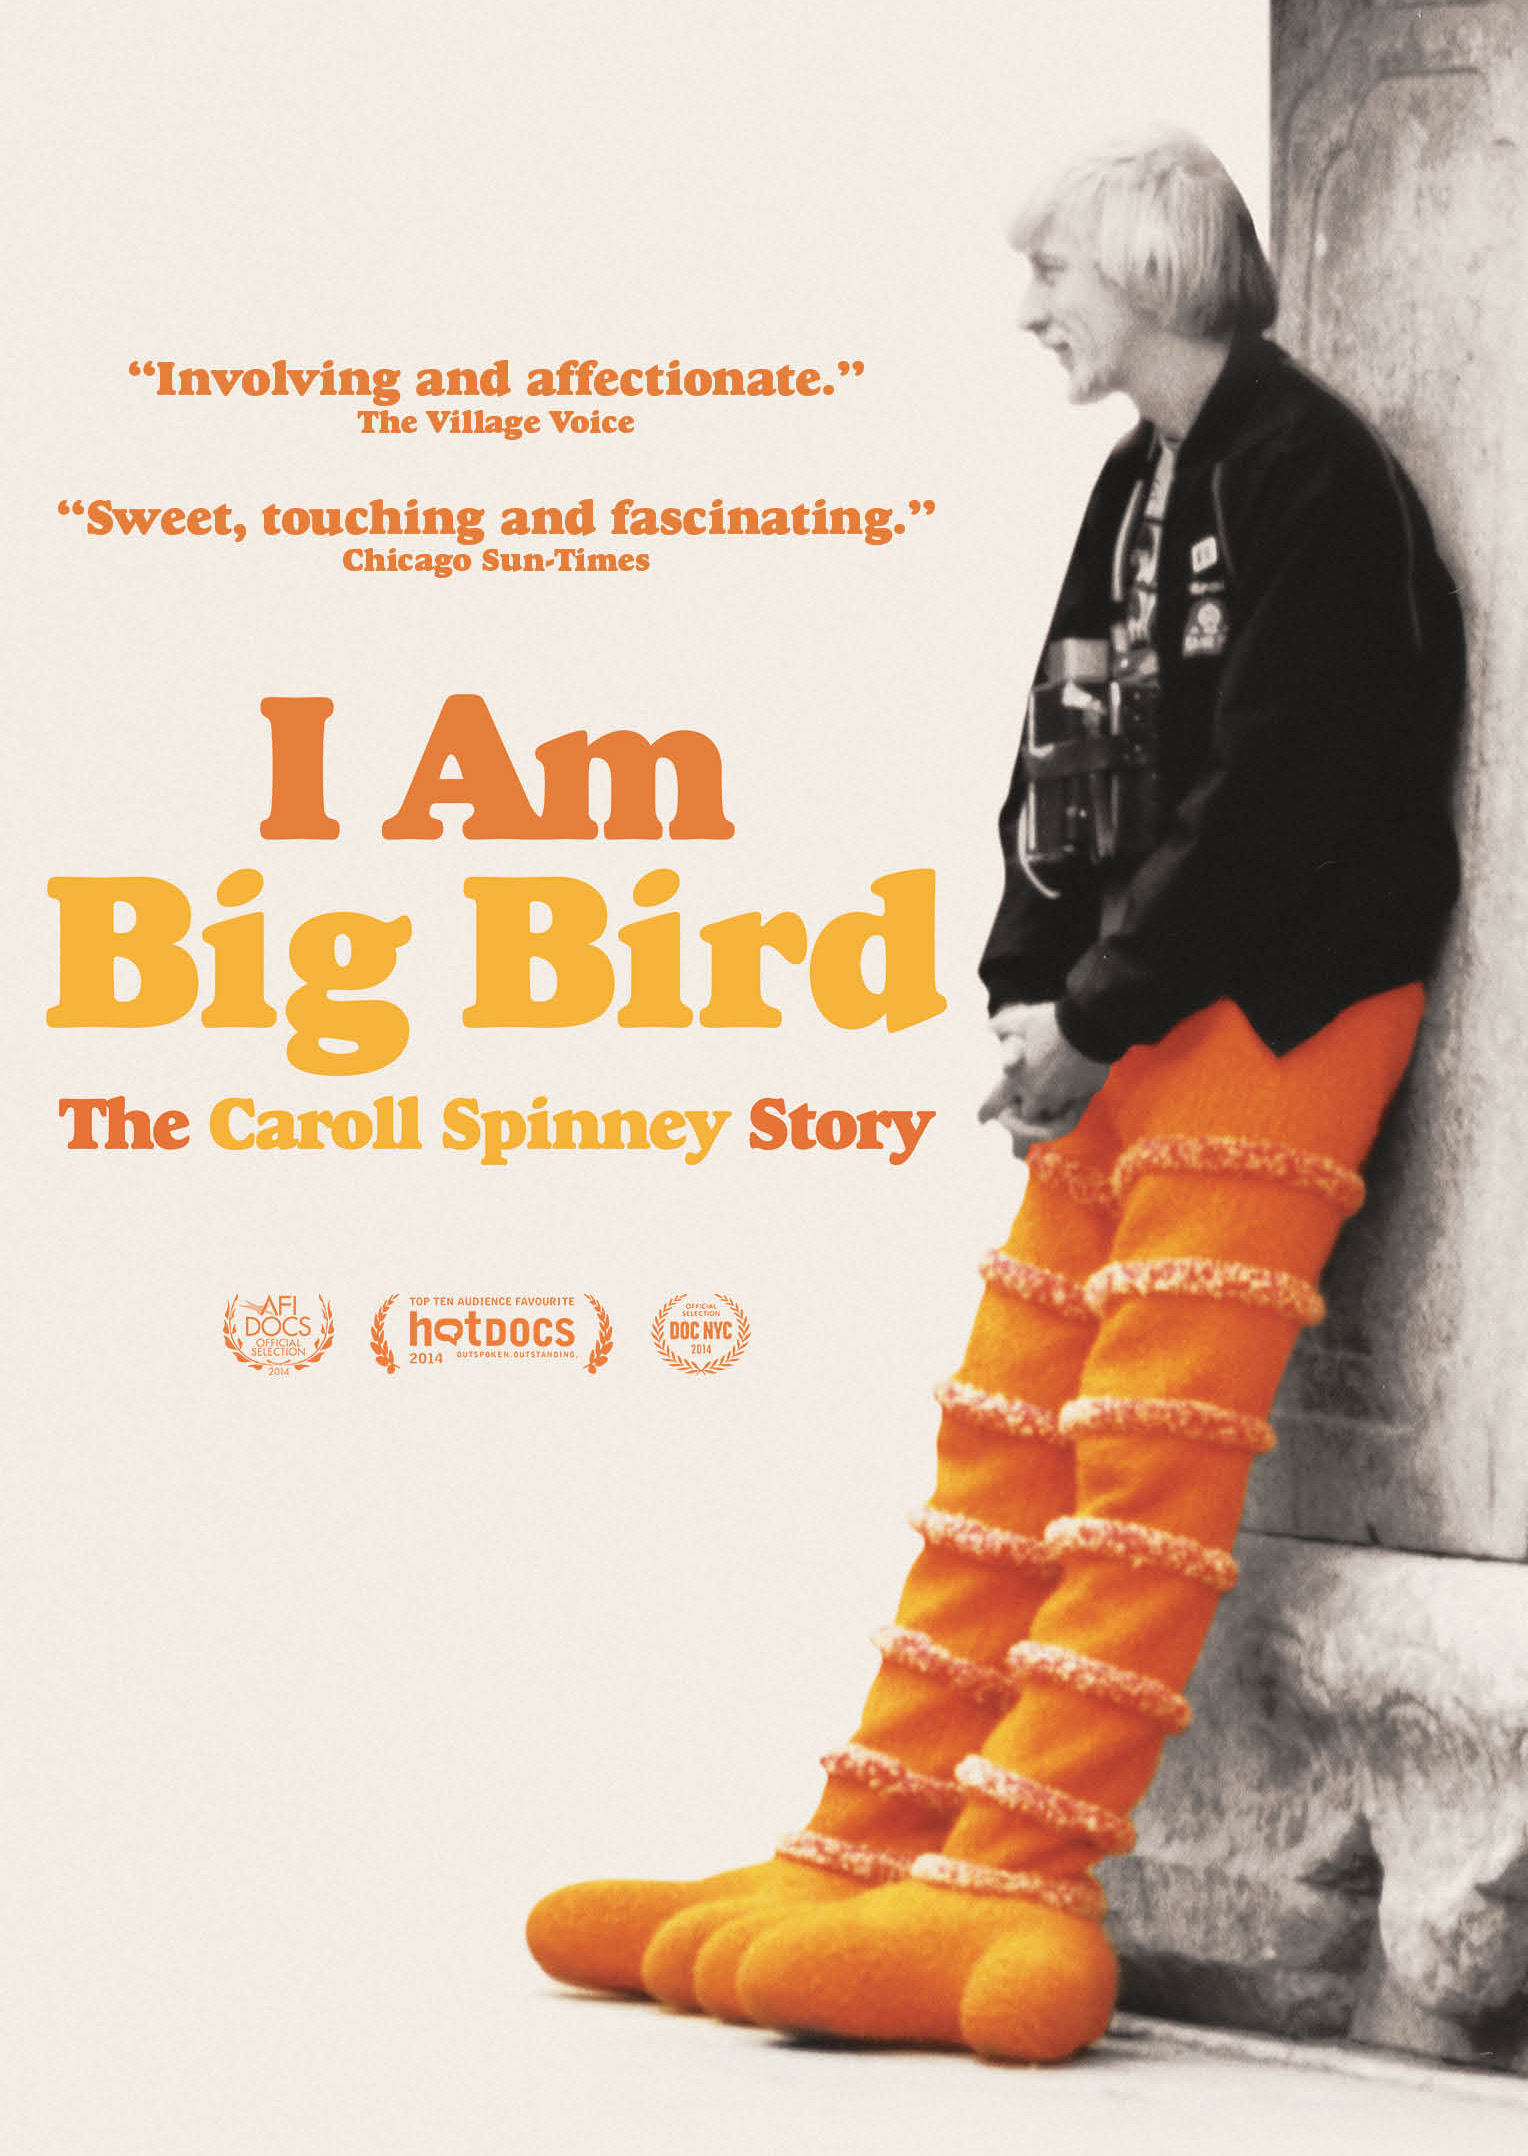 “Involving and affectionate.”
The Village Voice
“Sweet, touching and fascinating.”
Chicago Sun-Times
I Am
Big Bird
The Caroll Spinney Story
AFI
DOCS
OFFICIAL
SELECTION
2014
TOP TEN AUDIENCE FAVOURITE
hotDOCS
2014 OUTSPOKEN. OUTSTANDING.
OFFICIAL
SELECTION
DOC NYC
2014